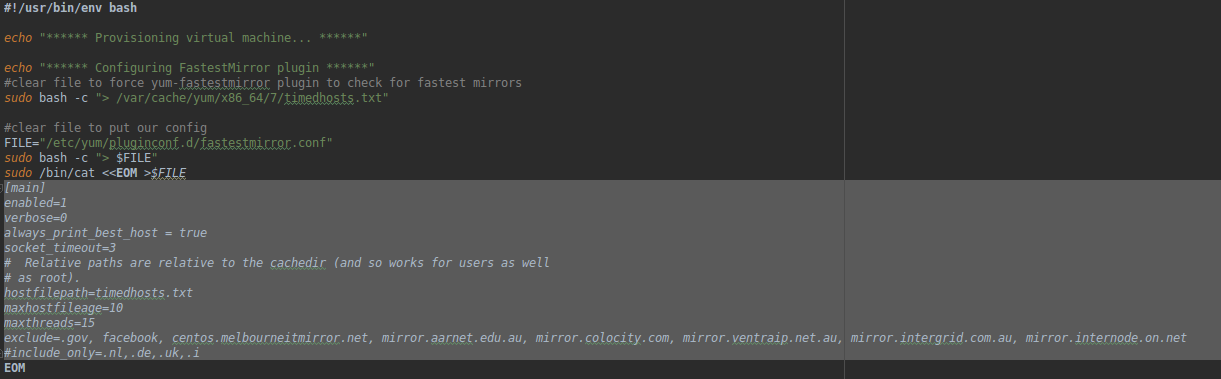 #!/usr/bin/env bash
echo "****** Provisioning virtual machine... ******"
echo "****** Configuring FastestMirror plugin ******"
#clear file to force yum-fastestmirror plugin to check for fastest mirrors
sudo bash -c "> /var/cache/yum/x86_64/7/timedhosts.txt"
#clear file to put our config
FILE="/etc/yum/pluginconf.d/fastestmirror.conf"
sudo bash -c "> $FILE"
sudo /bin/cat <<EOM >$FILE
[main]
enabled=1
verbose=0
always_print_best_host = true
socket_timeout=3
#  Relative paths are relative to the cachedir (and so works for users as well
# as root).
hostfilepath=timedhosts.txt
maxhostfileage=10
maxthreads=15
exclude=.gov, facebook, centos.melbourneitmirror.net, mirror.aarnet.edu.au, mirror.colocity.com, mirror.ventraip.net.au, mirror.intergrid.com.au, mirror.internode.on.net
#include_only=.nl,.de,.uk,.i
EOM